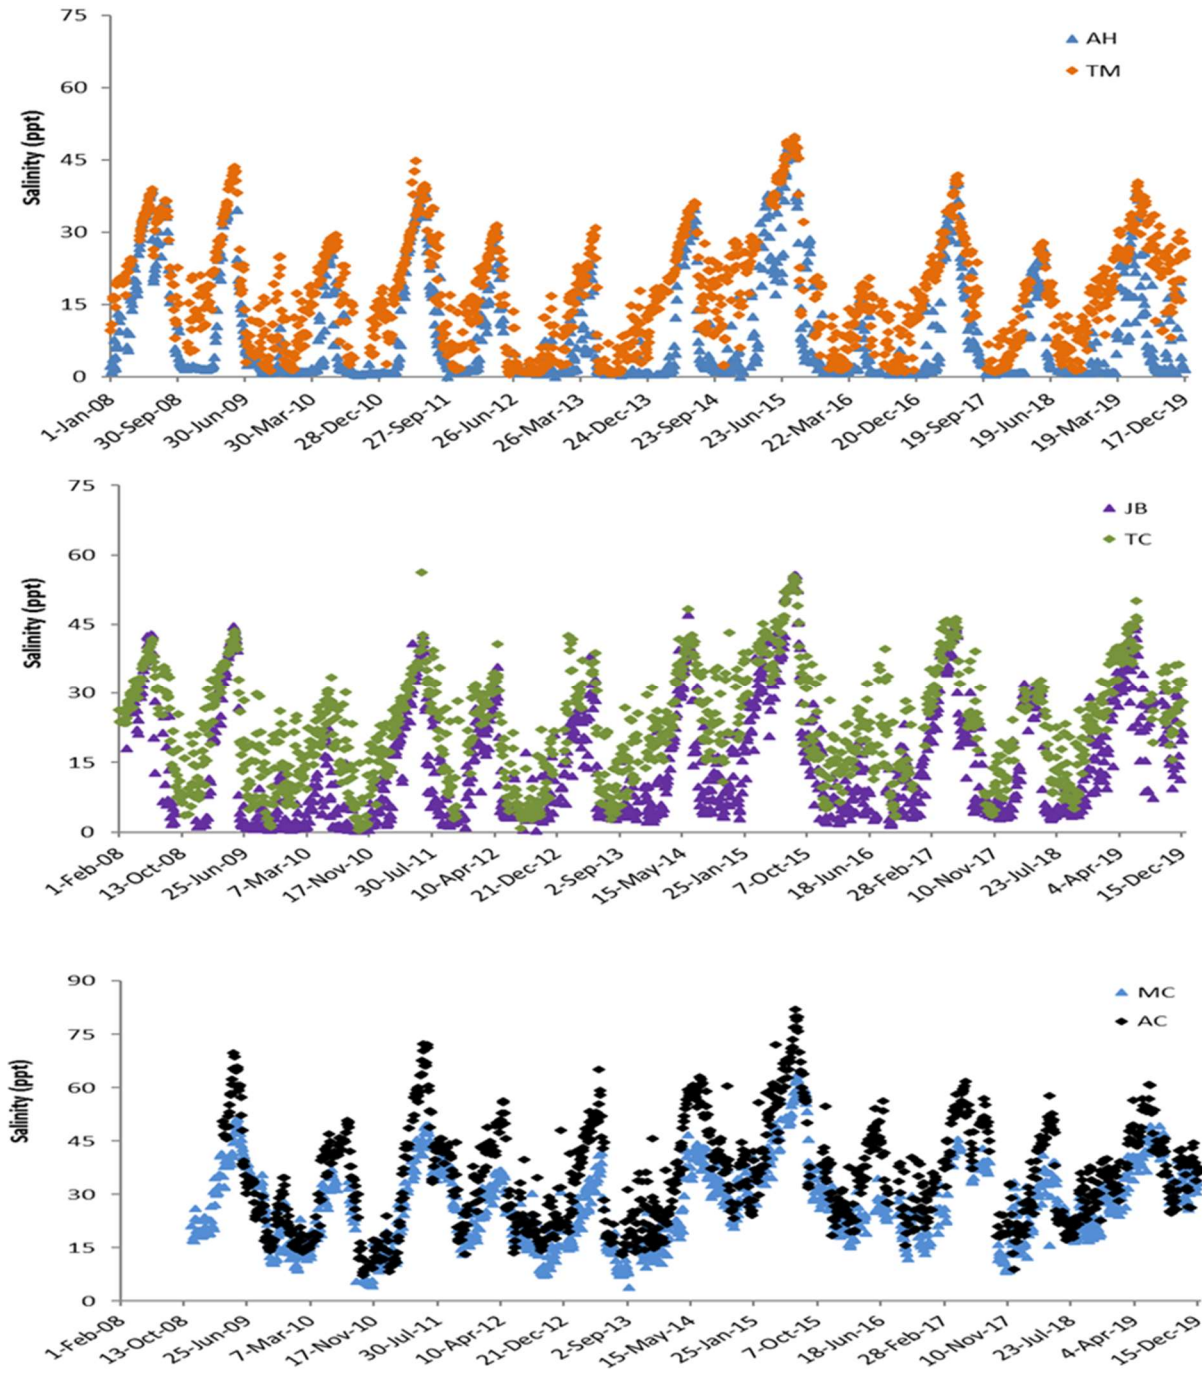 75
60
45
30
15
0
Salinity (ppt)
AH
TM
1-Jan-08
30-Sep-08
30-Jun-09
30-Mar-10
28-Dec-10
27-Sep-11
26-Jun-12
26-Mar-13
24-Dec-13
23-Sep-14
23-Jun-15
22-Mar-16
20-Dec-16
19-Sep-17
19-Jun-18
19-Mar-19
17-Dec-19
75
60
45
30
15
0
Salinity (ppt)
JB
TC
1-Feb-08
13-Oct-08
25-Jun-09
7-Mar-10
17-Nov-10
30-Jul-11
10-Apr-12
21-Dec-12
2-Sep-13
15-May-14
25-Jan-15
7-Oct-15
18-Jun-16
28-Feb-17
10-Nov-17
23-Jul-18
4-Apr-19
15-Dec-19
90
75
60
45
30
15
0
Salinity (ppt)
MC
AC
1-Feb-08
13-Oct-08
25-Jun-09
7-Mar-10
17-Nov-10
30-Jul-11
10-Apr-12
21-Dec-12
2-Sep-13
15-May-14
25-Jan-15
7-Oct-15
18-Jun-16
28-Feb-17
10-Nov-17
23-Jul-18
4-Apr-19
15-Dec-19